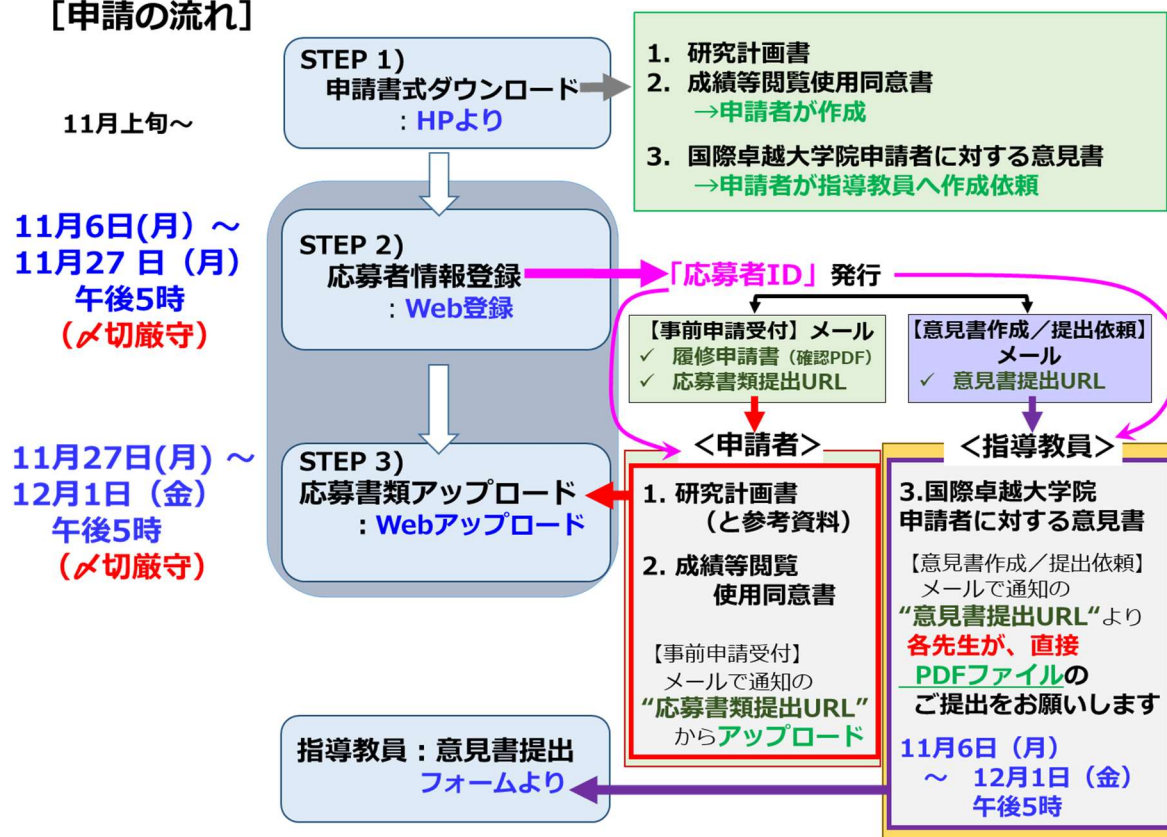 ［申請の流れ］
11月上旬～
STEP 1)
申請書式ダウンロード
：HPより
1. 研究計画書
2. 成績等閲覧使用同意書
→申請者が作成
3. 国際卓越大学院申請者に対する意見書
→申請者が指導教員へ作成依頼
11月6日(月）～
11月27 日（月）
午後5時
（〆切厳守）
STEP 2)
応募者情報登録
：Web登録
「応募者ID」発行
【事前申請受付】メール
✓ 履修申請書（確認PDF）
✓ 応募書類提出URL
【意見書作成／提出依頼】
メール
✓ 意見書提出URL
11月27日(月) ～
12月1日（金）
午後5時
（〆切厳守）
STEP 3)
応募書類アップロード
：Webアップロード
＜申請者＞
1. 研究計画書
（と参考資料）
2. 成績等閲覧
使用同意書
【事前申請受付】
メールで通知の
“応募書類提出URL”
からアップロード
＜指導教員＞
3.国際卓越大学院
申請者に対する意見書
【意見書作成／提出依頼】
メールで通知の
“意見書提出URL“より
各先生が、直接
PDFファイルの
ご提出をお願いします
11月6日（月）
～ 12月1日（金）
午後5時
指導教員：意見書提出
フォームより